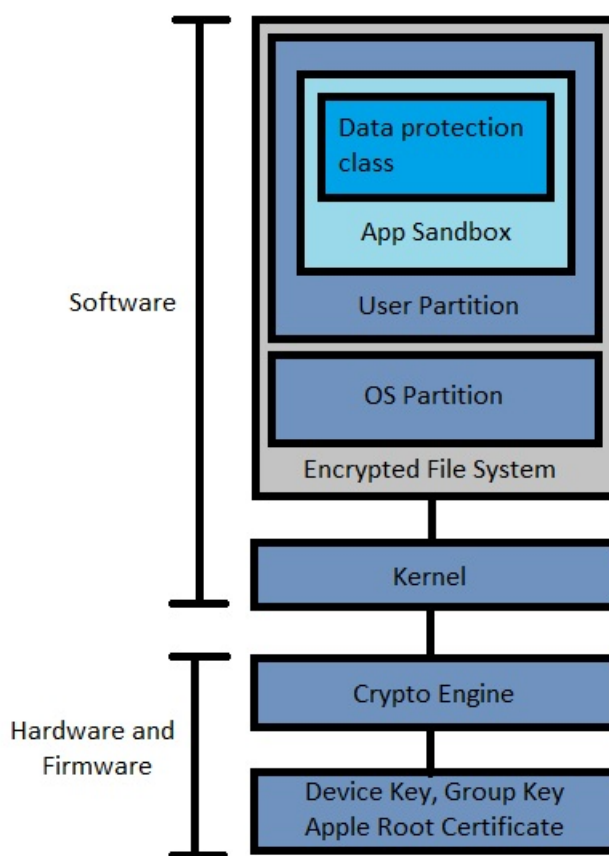 Data protection
class
App Sandbox
User Partition
OS Partition
Encrypted File System
Software
Kernel
Crypto Engine
Hardware and
Firmware
Device Key, Group Key
Apple Root Certificate